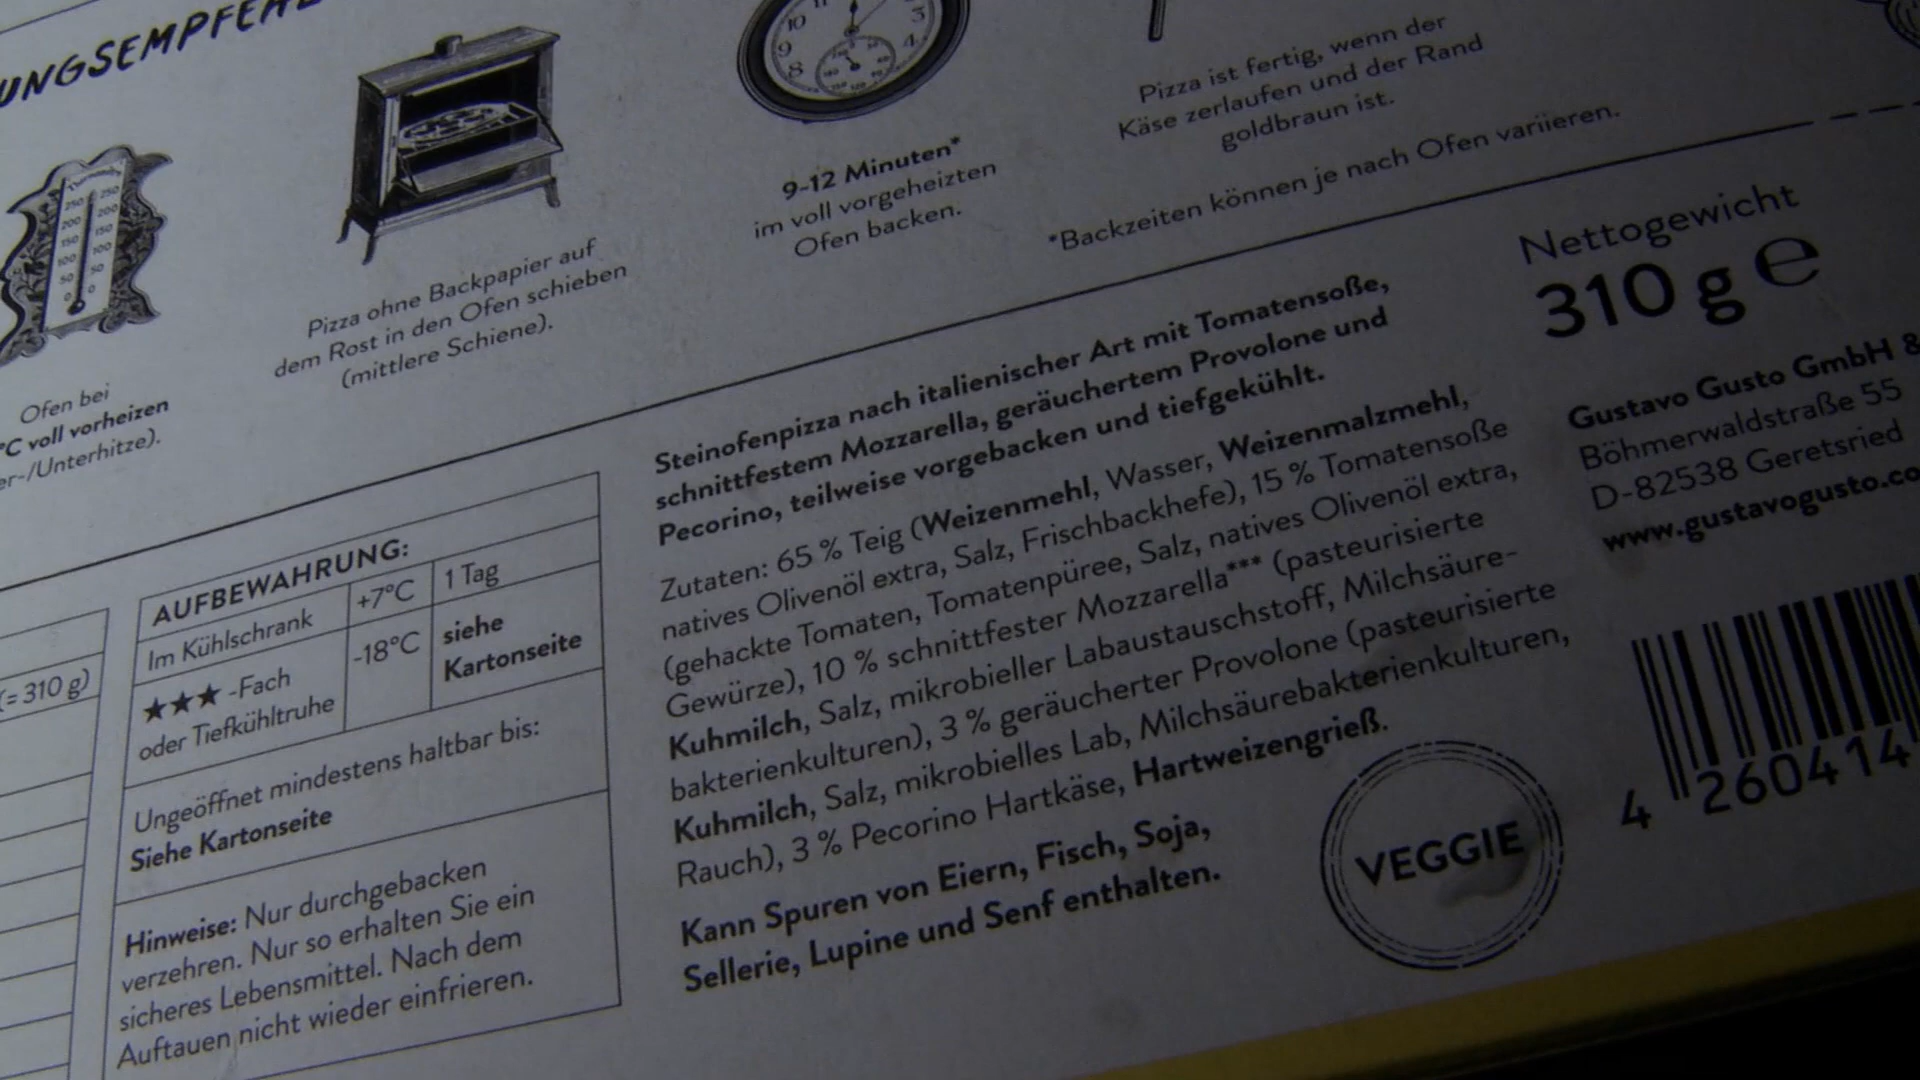 UNGSEMPFEHL
Ofen bei
°C voll vorheizen
er-/Unterhitze).
Pizza ohne Backpapier auf
dem Rost in den Ofen schieben
(mittlere Schiene).
9-12 Minuten*
im voll vorgeheizten
Ofen backen.
Pizza ist fertig, wenn der
Käse zerlaufen und der Rand
goldbraun ist.
*Backzeiten können je nach Ofen variieren.
(= 310 g)
AUFBEWAHRUNG:
Im Kühlschrank +7°C 1 Tag
★★★-Fach
oder Tiefkühltruhe -18°C siehe
Kartonseite
Ungeöffnet mindestens haltbar bis:
Siehe Kartonseite
Hinweise: Nur durchgebacken
verzehren. Nur so erhalten Sie ein
sicheres Lebensmittel. Nach dem
Auftauen nicht wieder einfrieren.
Steinofenpizza nach italienischer Art mit Tomatensoße,
schnittfestem Mozzarella, geräuchertem Provolone und
Pecorino, teilweise vorgebacken und tiefgekühlt.
Zutaten: 65 % Teig (Weizenmehl, Wasser, Weizenmalzmehl,
natives Olivenöl extra, Salz, Frischbackhefe), 15 % Tomatensoße
(gehackte Tomaten, Tomatenpüree, Salz, natives Olivenöl extra,
Gewürze), 10 % schnittfester Mozzarella*** (pasteurisierte
Kuhmilch, Salz, mikrobieller Labaustauschstoff, Milchsäure-
bakterienkulturen), 3 % geräucherter Provolone (pasteurisierte
Kuhmilch, Salz, mikrobielles Lab, Milchsäurebakterienkulturen,
Rauch), 3 % Pecorino Hartkäse, Hartweizengrieß.
Kann Spuren von Eiern, Fisch, Soja,
Sellerie, Lupine und Senf enthalten.
VEGGIE
Nettogewicht
310 g ℮
Gustavo Gusto GmbH &
Böhmerwaldstraße 55
D-82538 Geretsried
www.gustavogusto.co
4 260414